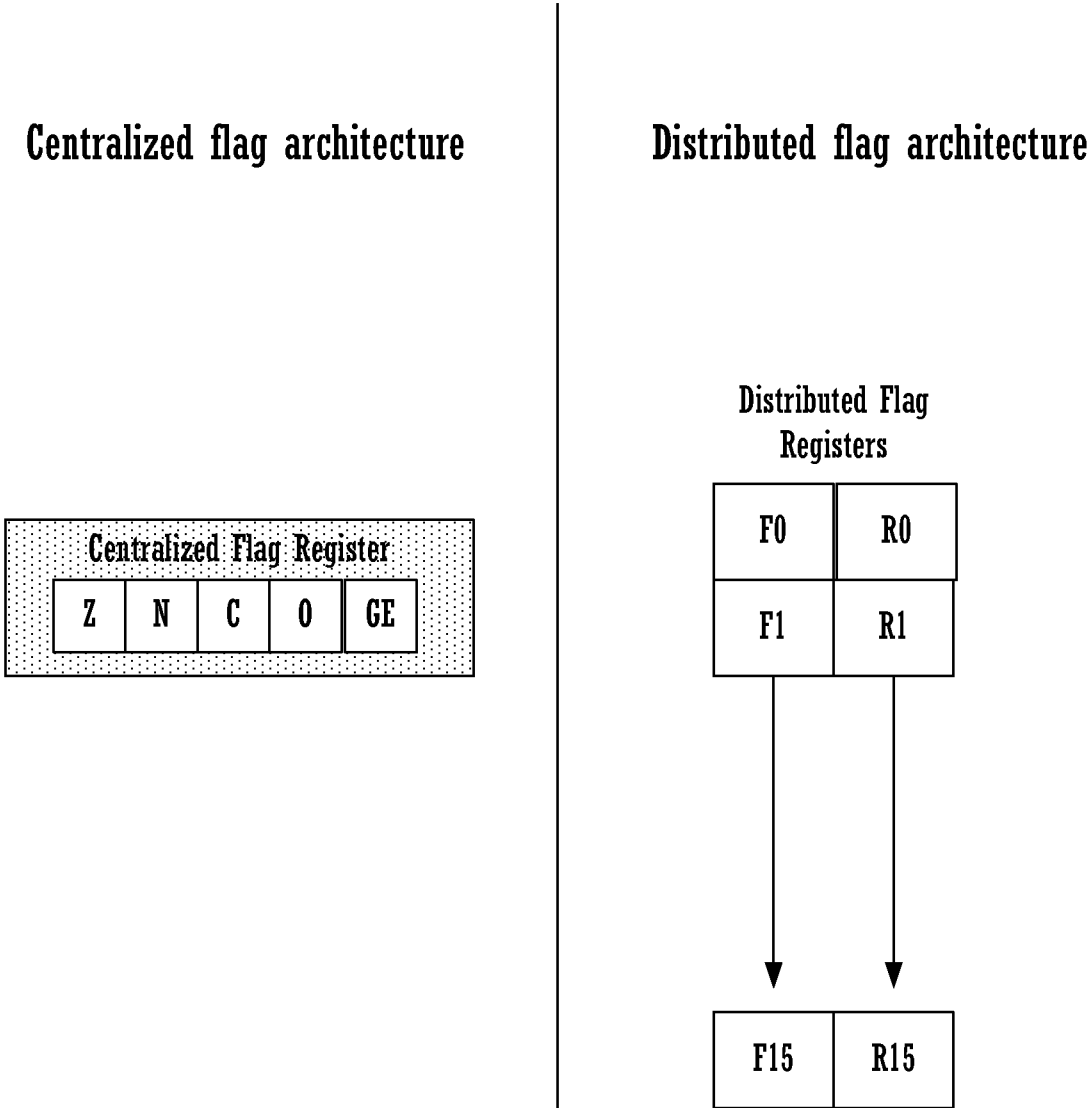 Centralized flag architecture
Distributed flag architecture
Distributed Flag
Registers
F0 R0
F1 R1
F15 R15
Centralized Flag Register
Z N C O GE